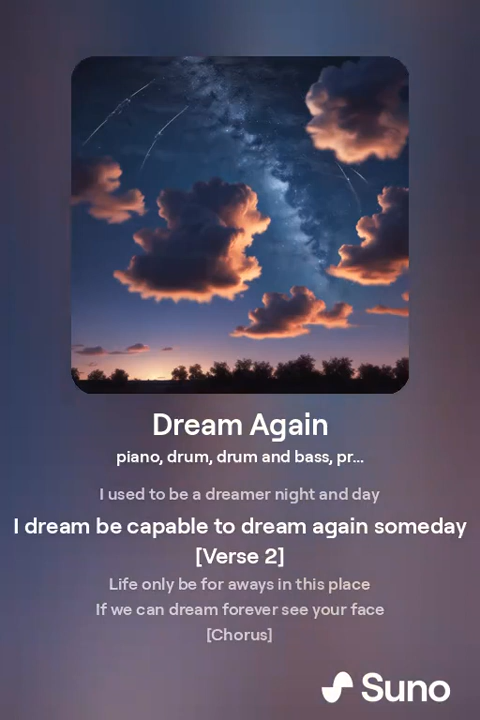 Dream Again
piano, drum, drum and bass, pr...
I used to be a dreamer night and day
I dream be capable to dream again someday
[Verse 2]
Life only be for aways in this place
If we can dream forever see your face
[Chorus]
Suno